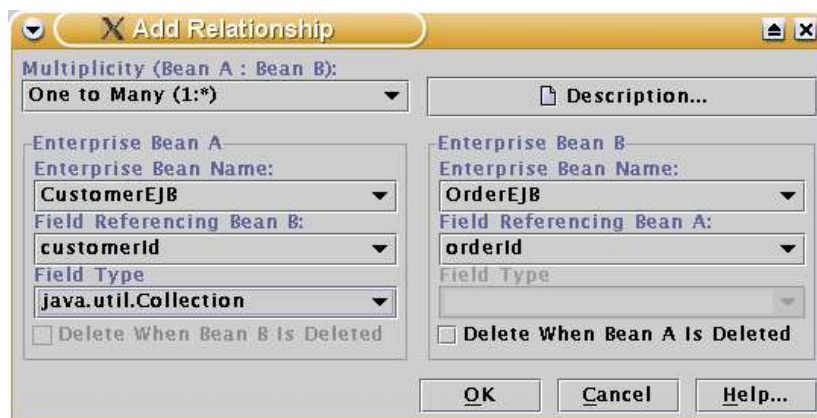 Add Relationship
Multiplicity (Bean A : Bean B):
One to Many (1:*)
Description...
Enterprise Bean A
Enterprise Bean Name:
CustomerEJB
Field Referencing Bean B:
customerId
Field Type
java.util.Collection
Delete When Bean B Is Deleted
Enterprise Bean B
Enterprise Bean Name:
OrderEJB
Field Referencing Bean A:
orderId
Field Type
Delete When Bean A Is Deleted
OK
Cancel
Help...